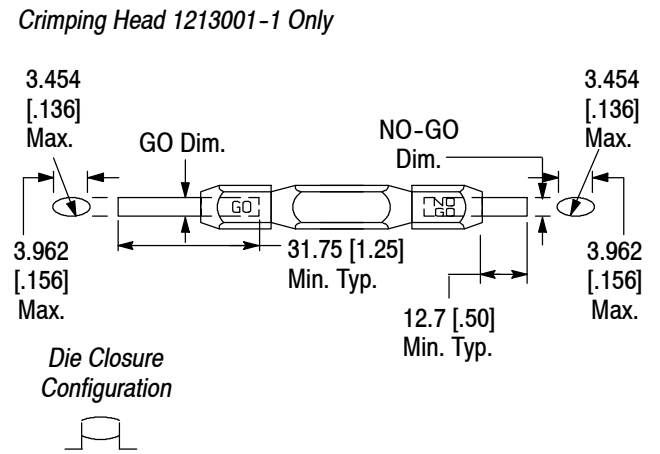 Crimping Head 1213001-1 Only
3.454
[.136]
Max.
GO Dim.
NO-GO
Dim.
3.454
[.136]
Max.
GO
NO
GO
3.962
[.156]
Max.
31.75 [1.25]
Min. Typ.
12.7 [.50]
Min. Typ.
3.962
[.156]
Max.
Die Closure
Configuration